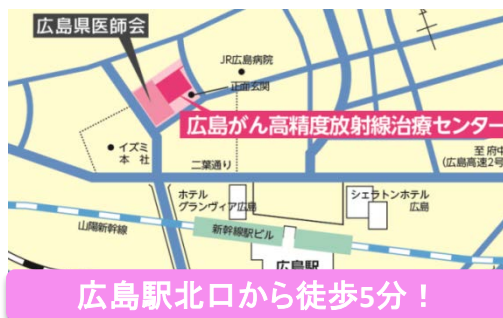 広島県医師会
JR広島病院
正面玄関
広島がん高精度放射線治療センター
イズミ
本社
至 府中
(広島高速2号
二葉通り
ホテル
グランヴィア広島
シェラトンホテル
広島
山陽新幹線
新幹線駅ビル
広島駅
広島駅北口から徒歩5分！